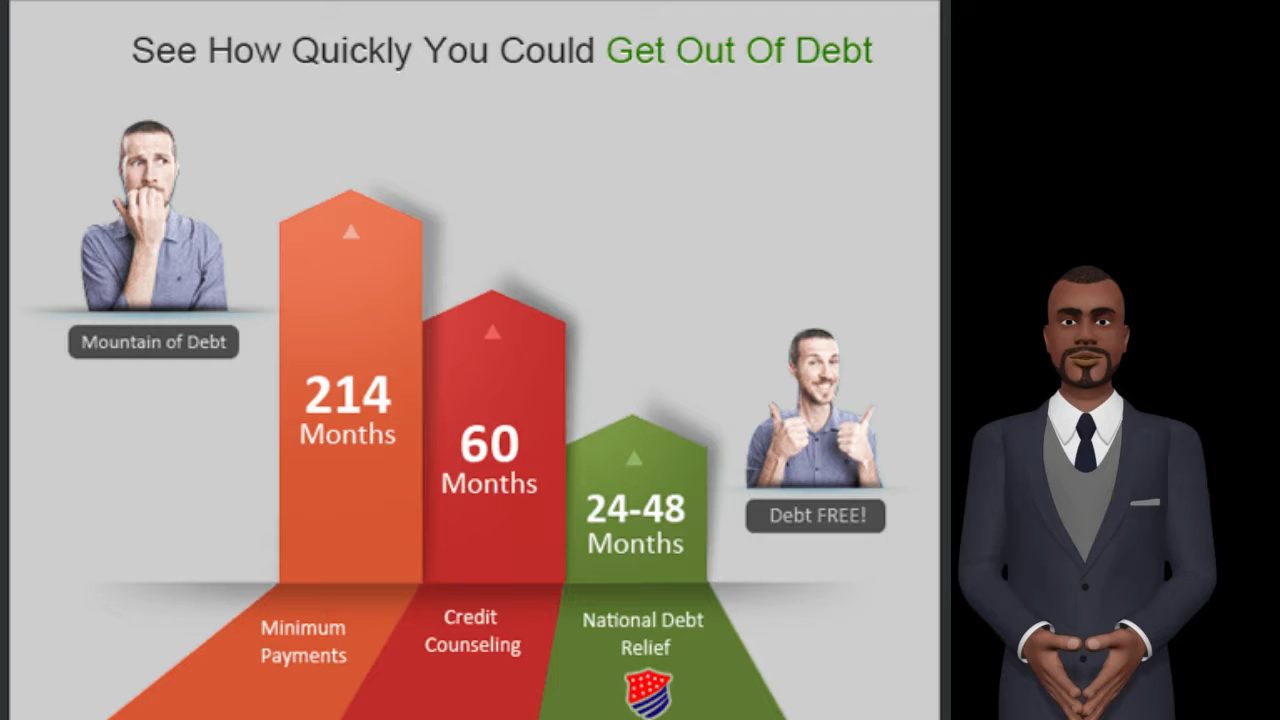 See How Quickly You Could Get Out Of Debt
Mountain of Debt
214
Months
60
Months
24-48
Months
Debt FREE!
Minimum
Payments
Credit
Counseling
National Debt
Relief